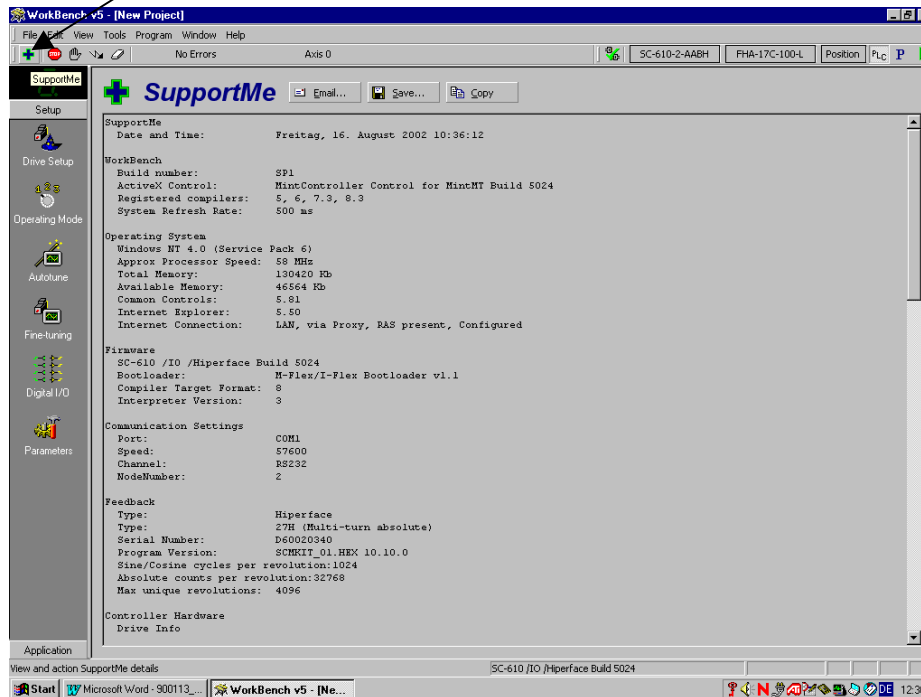 WorkBench v5 - [New Project]
File Edit View Tools Program Window Help
STOP No Errors Axis 0 SC-610-2-AABH FHA-17C-100-L Position PLC P
SupportMe
Setup
Drive Setup
Operating Mode
Autotune
Fine-tuning
Digital I/O
Parameters
Application
SupportMe Email... Save... Copy
SupportMe
Date and Time: Freitag, 16. August 2002 10:36:12
WorkBench
Build number: SP1
ActiveX Control: MintController Control for MintMT Build 5024
Registered compilers: 5, 6, 7.3, 8.3
System Refresh Rate: 500 ms
Operating System
Windows NT 4.0 (Service Pack 6)
Approx Processor Speed: 58 MHz
Total Memory: 130420 Kb
Available Memory: 46564 Kb
Common Controls: 5.81
Internet Explorer: 5.50
Internet Connection: LAN, via Proxy, RAS present, Configured
Firmware
SC-610 /IO /Hiperface Build 5024
Bootloader: M-Flex/I-Flex Bootloader v1.1
Compiler Target Format: 8
Interpreter Version: 3
Communication Settings
Port: COM1
Speed: 57600
Channel: RS232
NodeNumber: 2
Feedback
Type: Hiperface
Type: 27H (Multi-turn absolute)
Serial Number: D60020340
Program Version: SCMKIT_01.HEX 10.10.0
Sine/Cosine cycles per revolution:1024
Absolute counts per revolution:32768
Max unique revolutions: 4096
Controller Hardware
Drive Info
View and action SupportMe details SC-610 /IO /Hiperface Build 5024
Start Microsoft Word - 900113_... WorkBench v5 - [Ne... DE